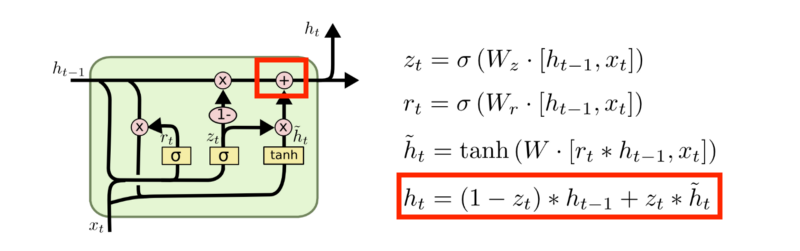 h_t
h_{t-1}
x +
1-
x r_t z_t x h̃_t
σ σ tanh
x_t
z_t = σ (W_z · [h_{t-1}, x_t])
r_t = σ (W_r · [h_{t-1}, x_t])
h̃_t = tanh (W · [r_t * h_{t-1}, x_t])
h_t = (1 − z_t) * h_{t-1} + z_t * h̃_t